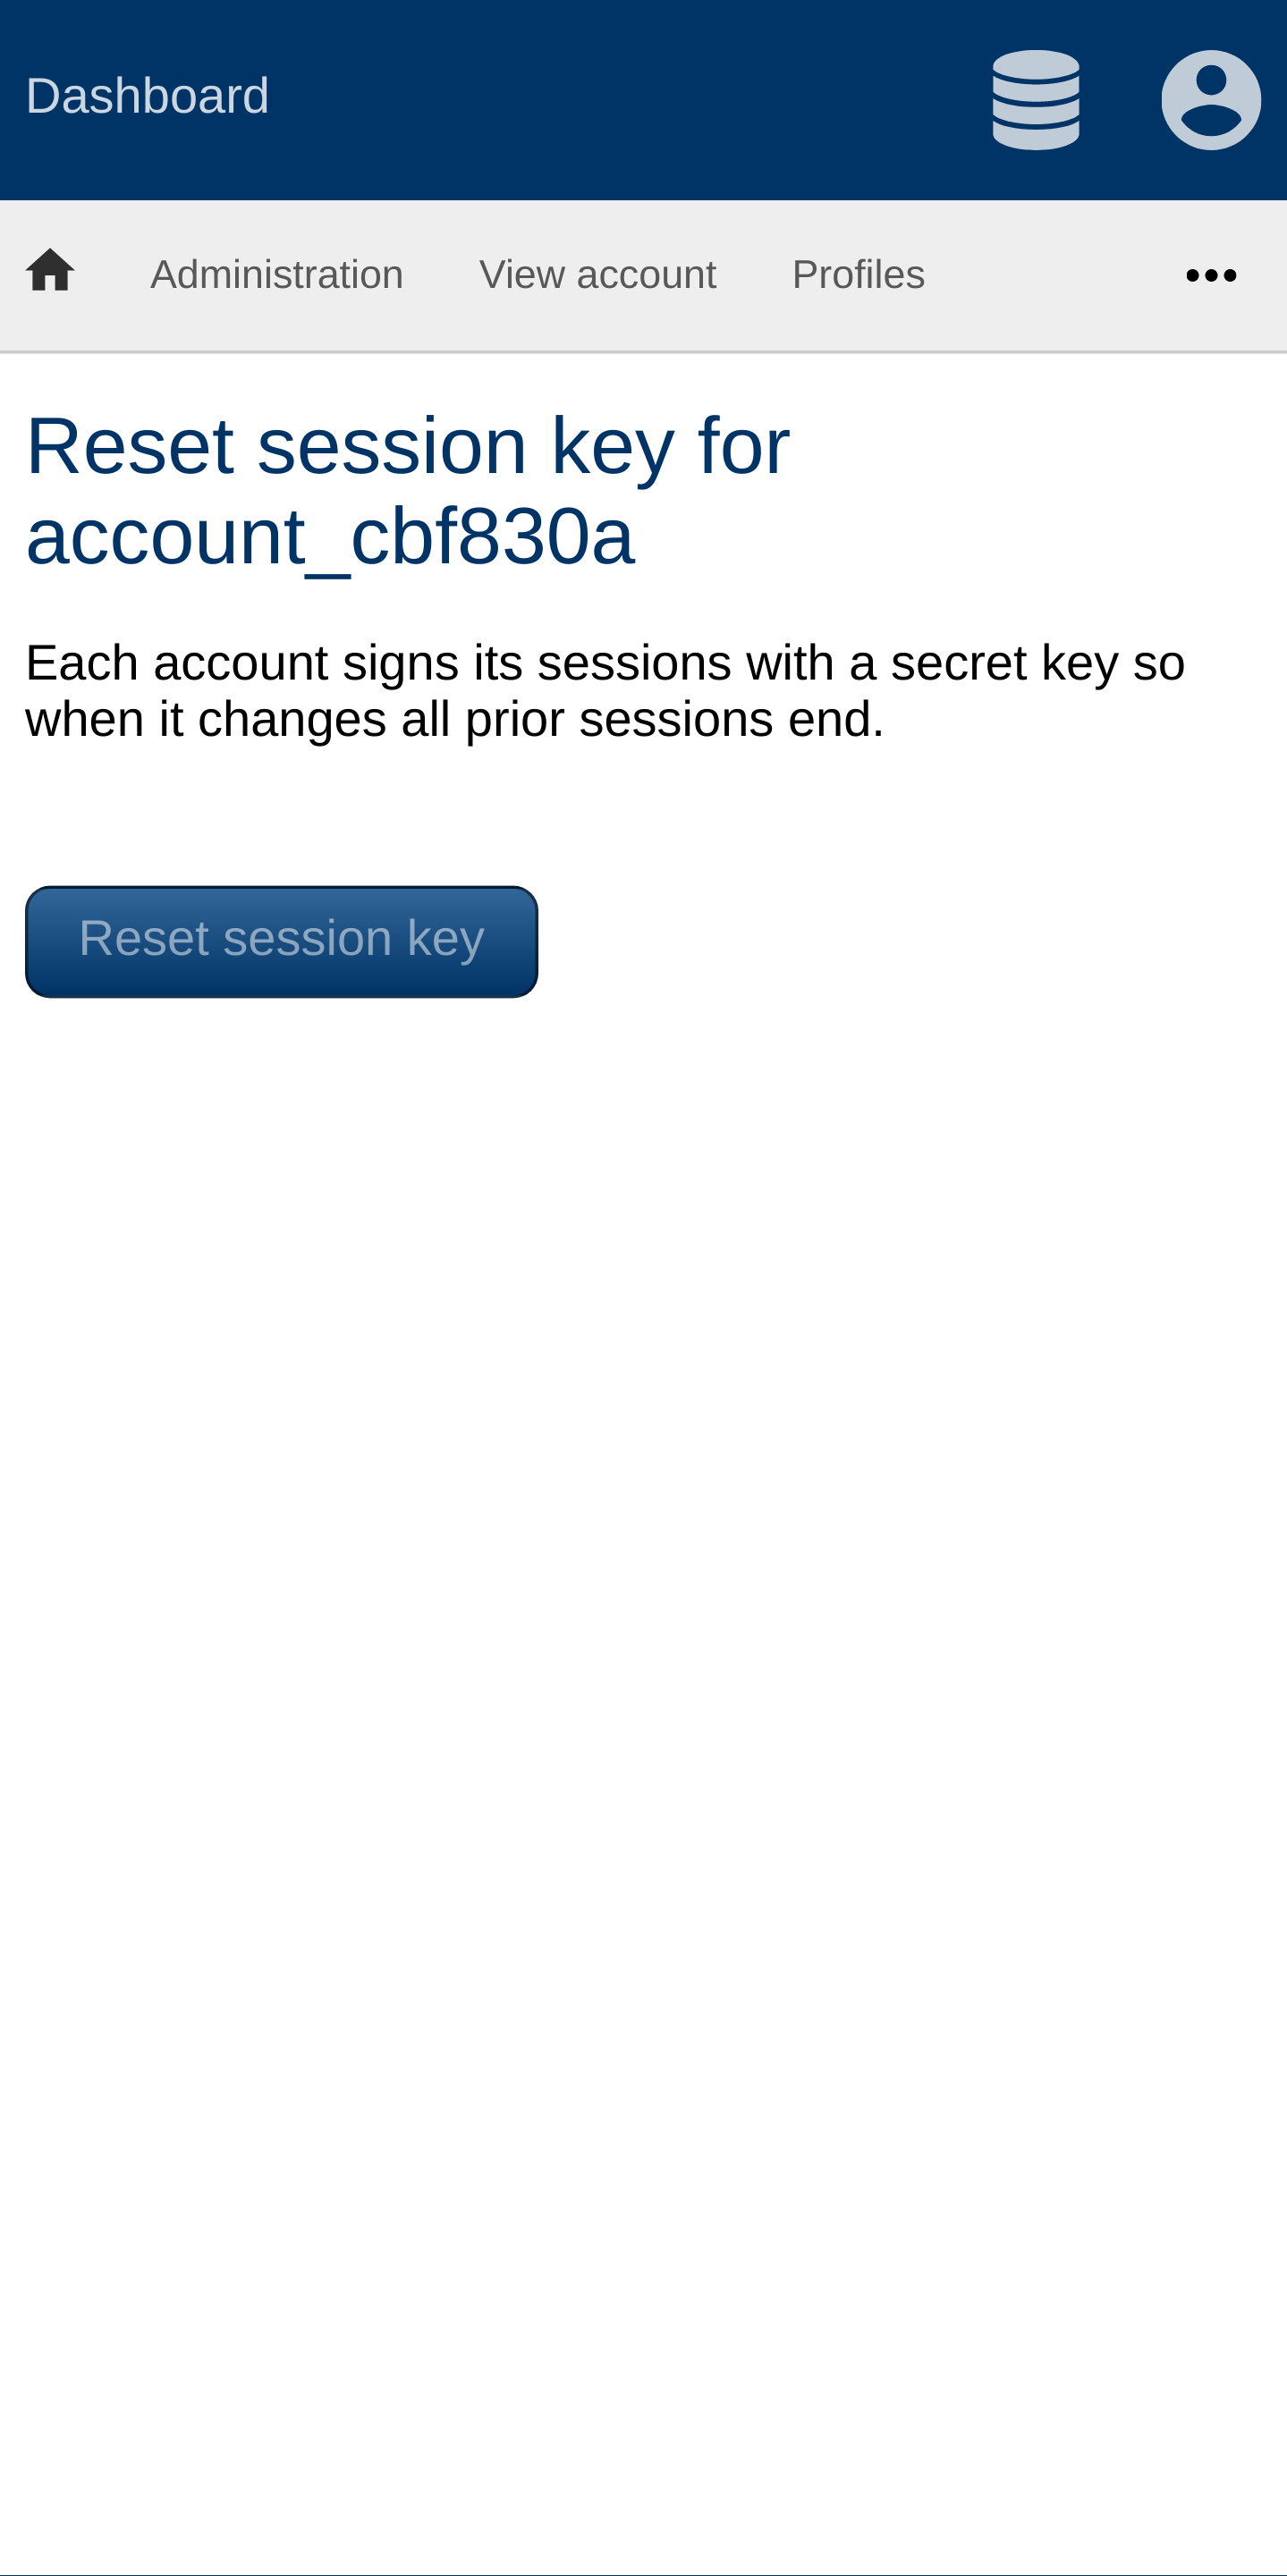 Dashboard
Administration View account Profiles
Reset session key for
account_cbf830a
Each account signs its sessions with a secret key so
when it changes all prior sessions end.
Reset session key